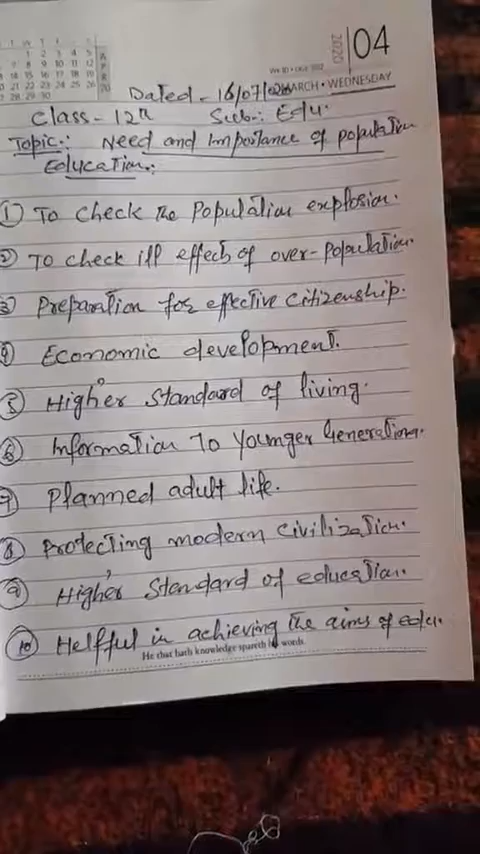 2020 04
MARCH • WEDNESDAY
Dated - 16/07/
Class - 12th Sub:- Edu.
Topic:- Need and Importance of population
Education:
① To check the Population explosion.
② To check ill effects of over-population.
③ Preparation for effective citizenship.
④ Economic development.
⑤ Higher Standard of living.
⑥ Information To Younger Generation.
⑦ Planned adult life.
⑧ Protecting modern civilization.
⑨ Higher Standard of education.
⑩ Helpful in achieving the aims of edu.
He that hath knowledge spareth his words.